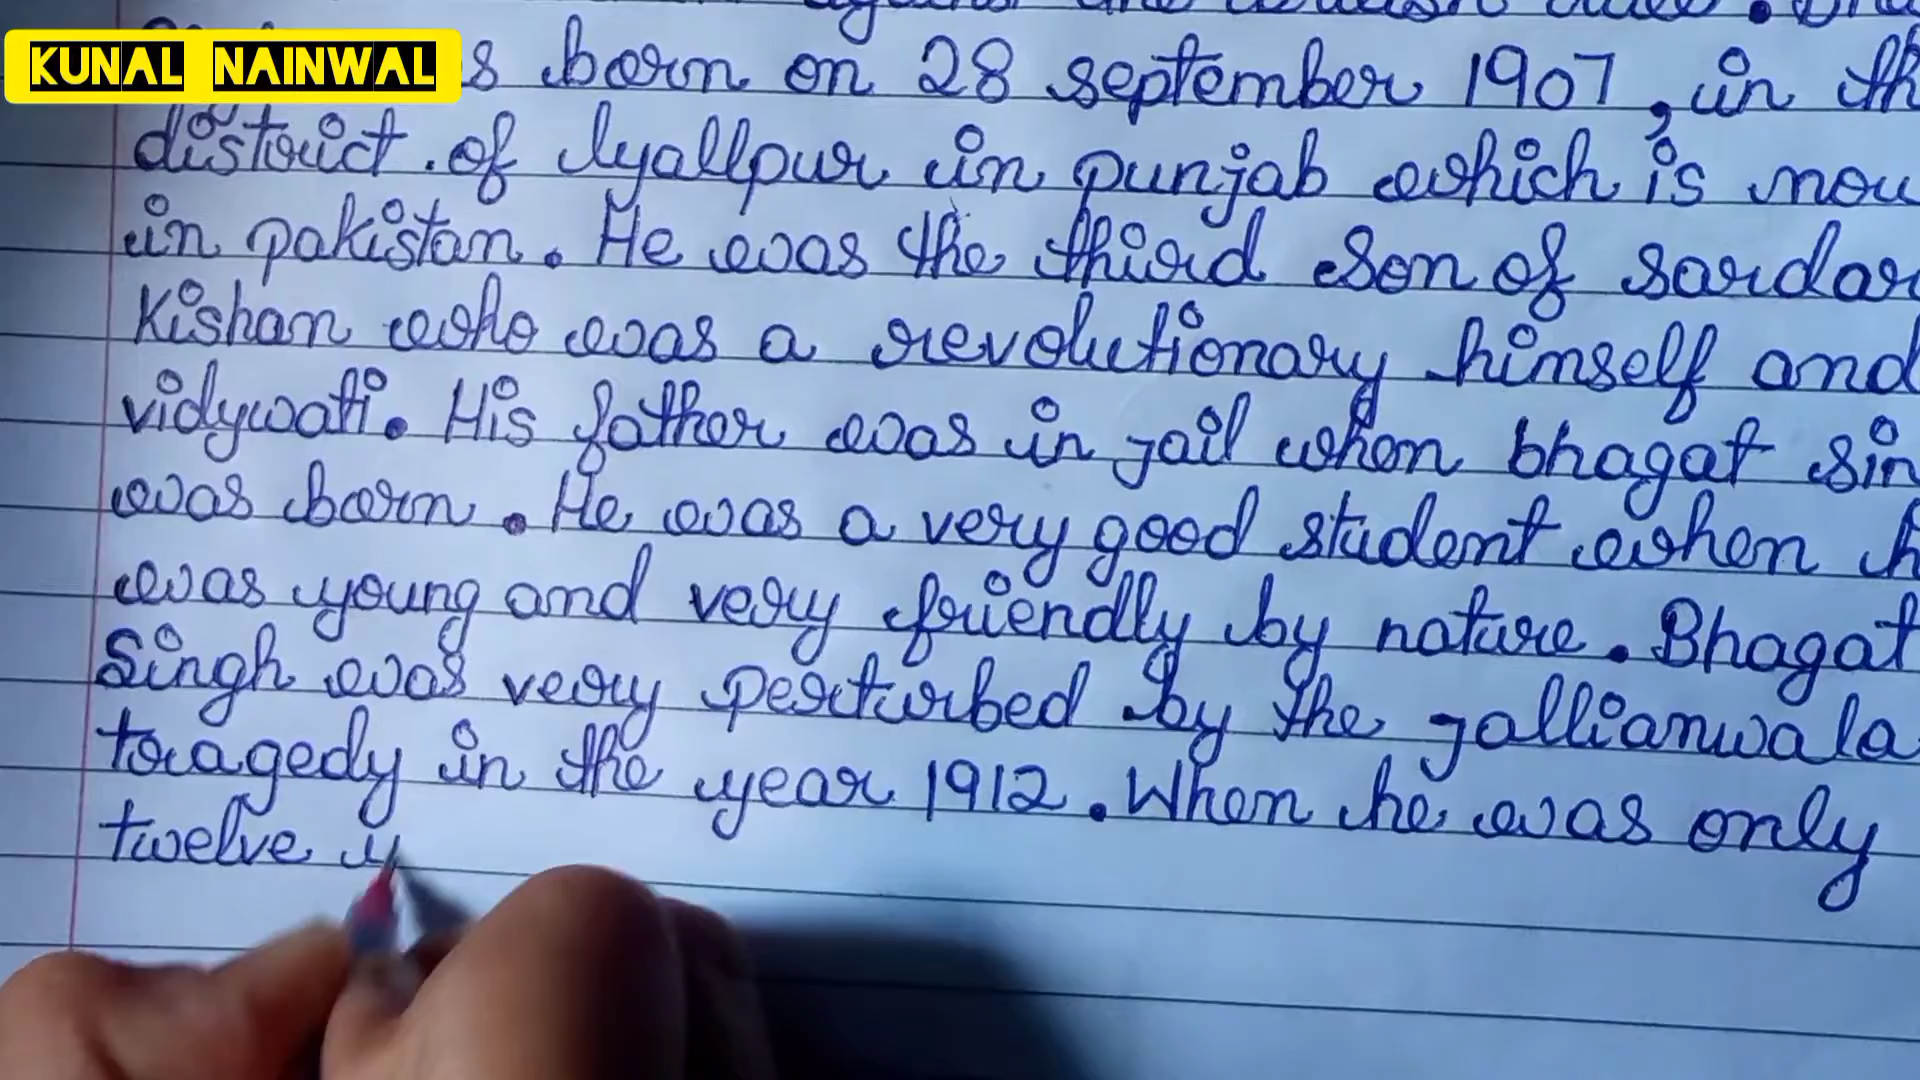 KUNAL NAINWAL
born on 28 september 1907, in th
district. of lyallpur in punjab which is now
in pakistan. He was the third son of sardar
Kishan who was a revolutionary himself and
vidywati. His father was in jail when bhagat sin
was born. He was a very good student when h
was young and very friendly by nature. Bhagat
Singh was very perturbed by the jallianwala
tragedy in the year 1912. When he was only
twelve y